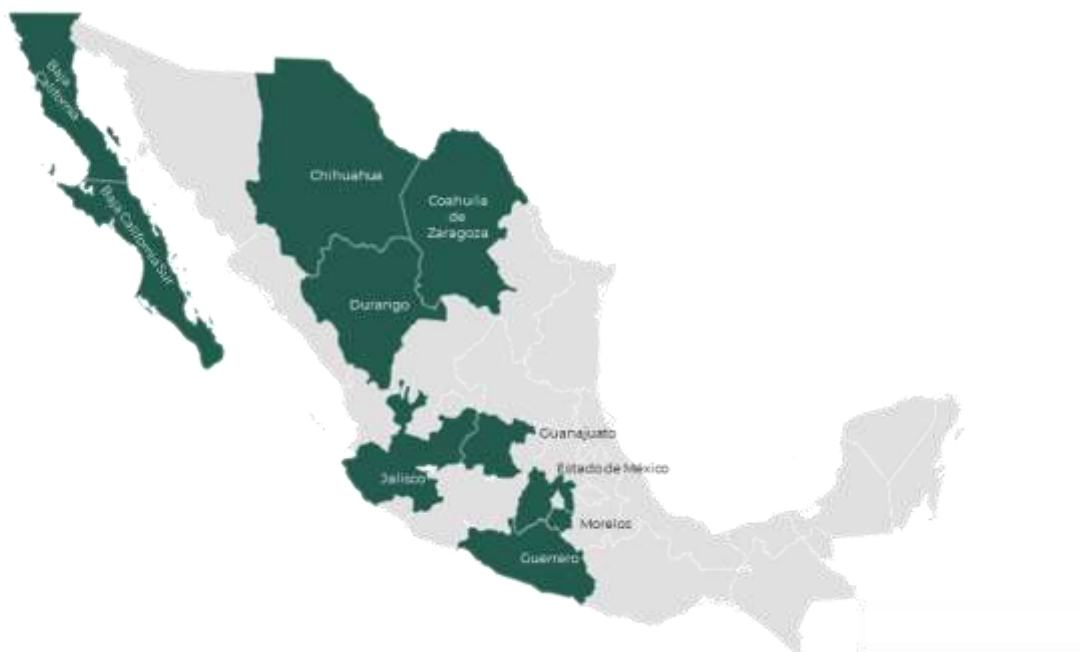 Baja
California
Baja California Sur
Chihuahua
Coahuila
de
Zaragoza
Durango
Guanajuato
Estado de México
Jalisco
Morelos
Guerrero